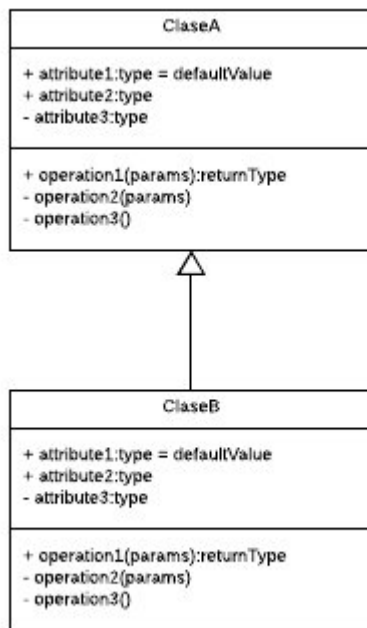 ClaseA
+ attribute1:type = defaultValue
+ attribute2:type
- attribute3:type
+ operation1(params):returnType
- operation2(params)
- operation3()
ClaseB
+ attribute1:type = defaultValue
+ attribute2:type
- attribute3:type
+ operation1(params):returnType
- operation2(params)
- operation3()